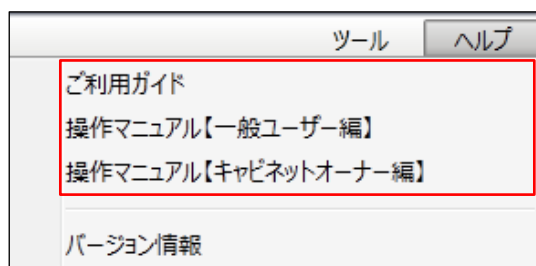 ツール ヘルプ
ご利用ガイド
操作マニュアル【一般ユーザー編】
操作マニュアル【キャビネットオーナー編】
バージョン情報